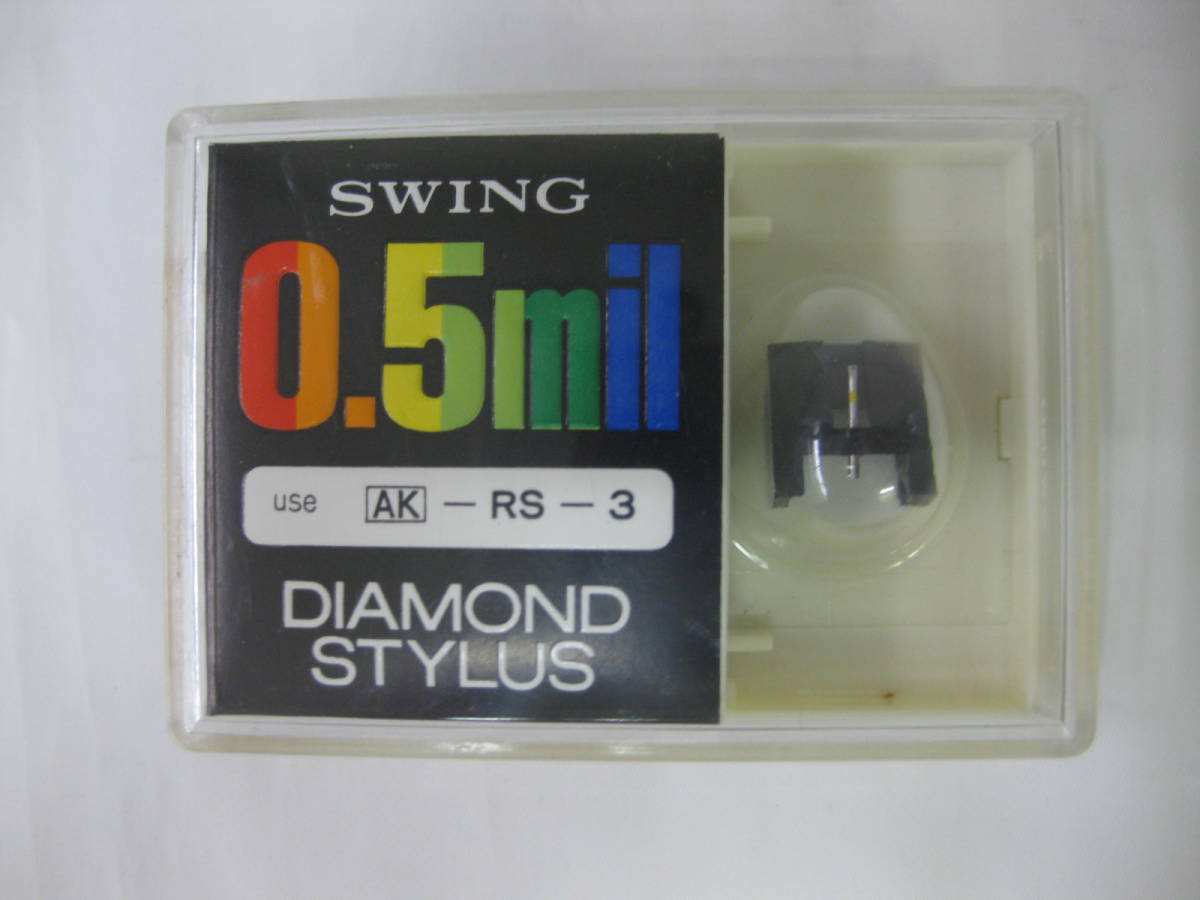 SWING
0.5mil
use AK - RS - 3
DIAMOND
STYLUS